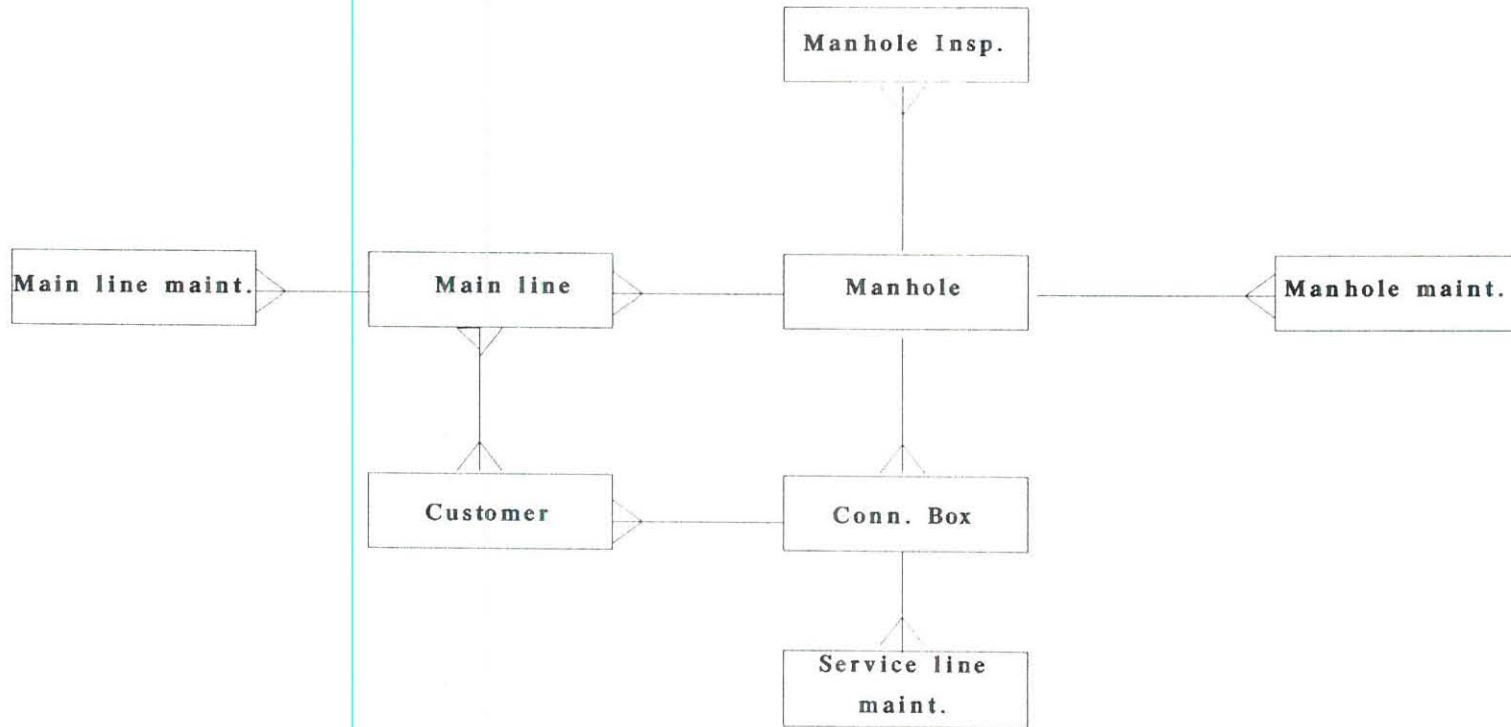 Manhole Insp.
Main line maint.
Main line
Manhole
Manhole maint.
Customer
Conn. Box
Service line
maint.